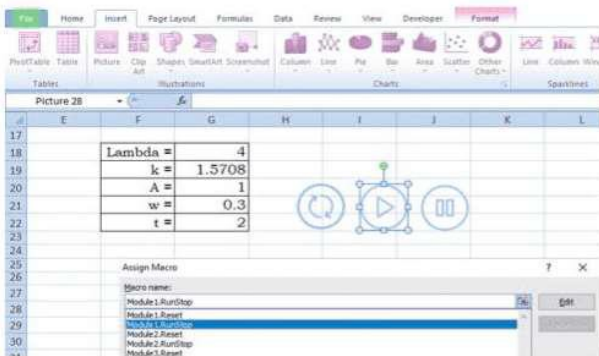 File Home Insert Page Layout Formulas Data Review View Developer Format
PivotTable Table Picture Clip Art Shapes SmartArt Screenshot Column Line Pie Bar Area Scatter Other Charts Line Column
Tables Illustrations Charts Sparklines
Picture 28 fx
E F G H I J K L
17
18 Lambda = 4
19 k = 1.5708
20 A = 1
21 w = 0.3
22 t = 2
23
24
25 Assign Macro ? ×
26
Macro name:
27 Module1.RunStop Edit
28 Module1.Reset
29 Module1.RunStop
Module2.Reset
30 Module2.RunStop
Module3.Reset